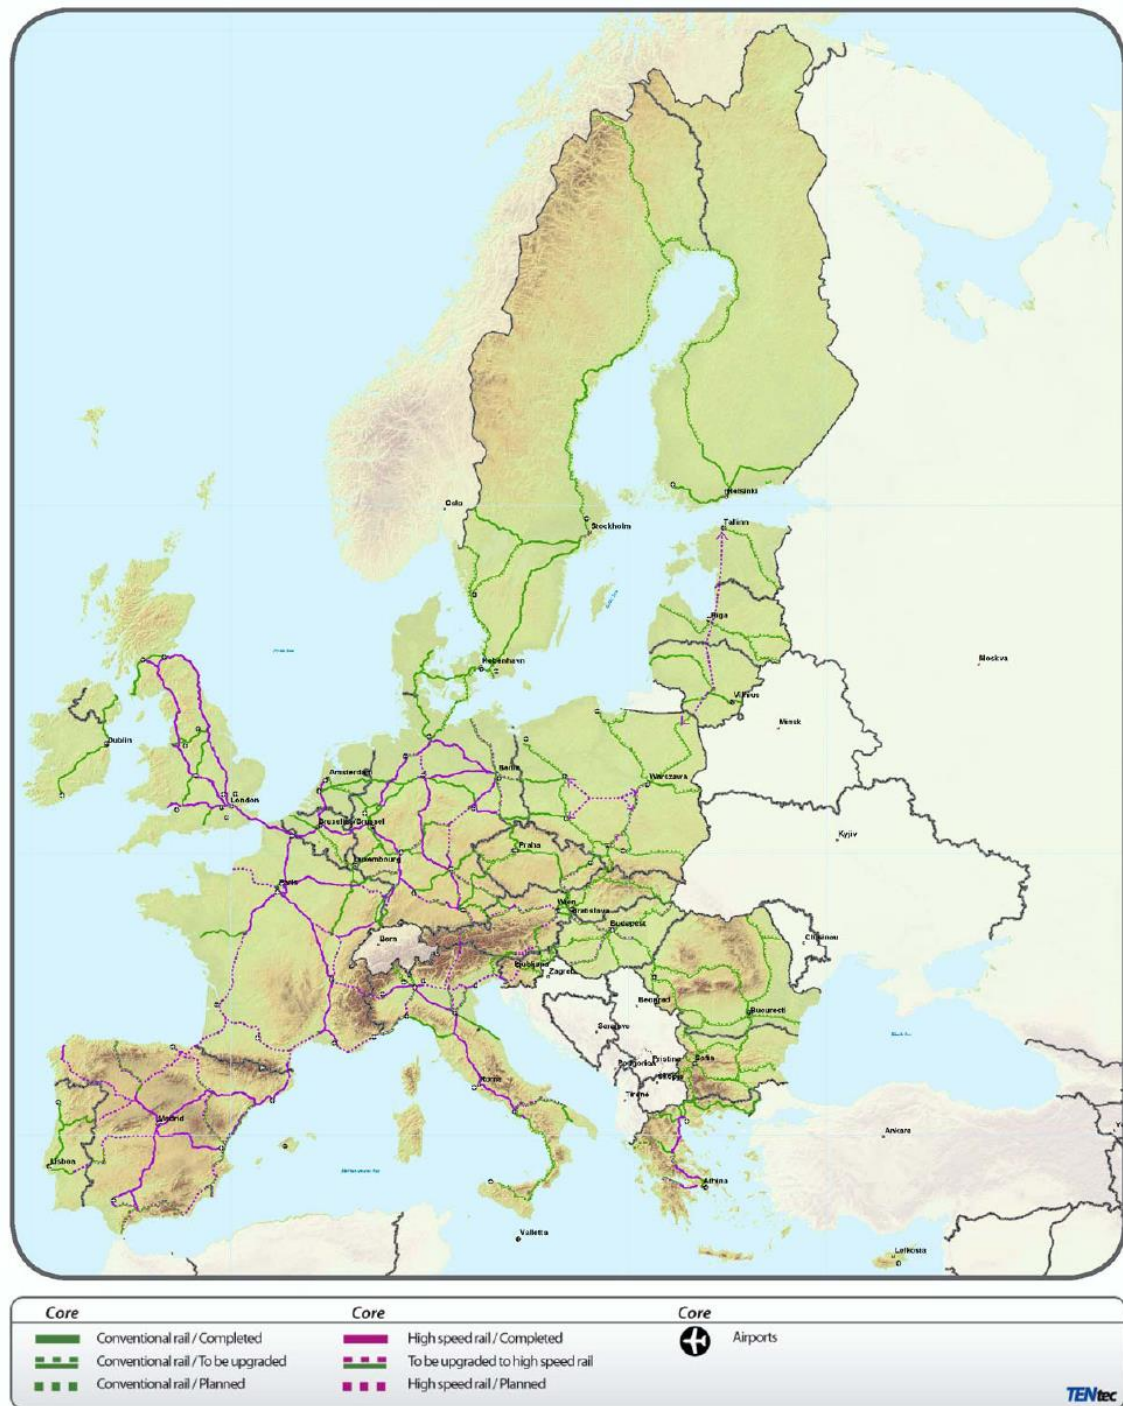 Oslo
Helsinki
Stockholm
Tallinn
Riga
København
Moskva
Vilnius
Minsk
Dublin
Amsterdam
Berlin
Warszawa
London
Bruxelles/Brussel
Kyjiv
Luxembourg
Praha
Paris
Wien
Bratislava
Budapest
Bern
Chisinau
Ljubljana
Zagreb
Beograd
Bucuresti
Sarajevo
Pristina
Sofia
Podgorica
Skopje
Roma
Tirana
Madrid
Ankara
Lisboa
Athina
Valletta
Lefkosia
Core
Conventional rail / Completed
Conventional rail / To be upgraded
Conventional rail / Planned
Core
High speed rail / Completed
To be upgraded to high speed rail
High speed rail / Planned
Core
Airports
TENtec